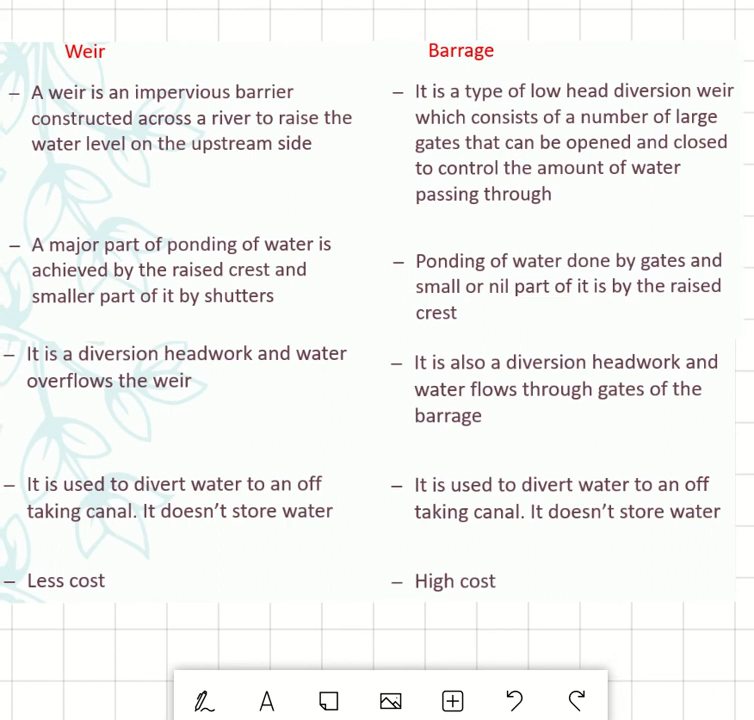 Weir
– A weir is an impervious barrier
constructed across a river to raise the
water level on the upstream side
– A major part of ponding of water is
achieved by the raised crest and
smaller part of it by shutters
– It is a diversion headwork and water
overflows the weir
– It is used to divert water to an off
taking canal. It doesn’t store water
– Less cost
Barrage
– It is a type of low head diversion weir
which consists of a number of large
gates that can be opened and closed
to control the amount of water
passing through
– Ponding of water done by gates and
small or nil part of it is by the raised
crest
– It is also a diversion headwork and
water flows through gates of the
barrage
– It is used to divert water to an off
taking canal. It doesn’t store water
– High cost
A